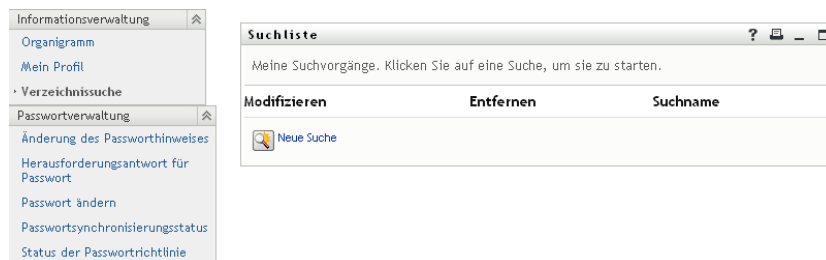 Informationsverwaltung
Organigramm
Mein Profil
Verzeichnissuche
Passwortverwaltung
Änderung des Passworthinweises
Herausforderungsantwort für
Passwort
Passwort ändern
Passwortsynchronisierungsstatus
Status der Passwortrichtlinie
Suchliste ?
Meine Suchvorgänge. Klicken Sie auf eine Suche, um sie zu starten.
Modifizieren Entfernen Suchname
Neue Suche